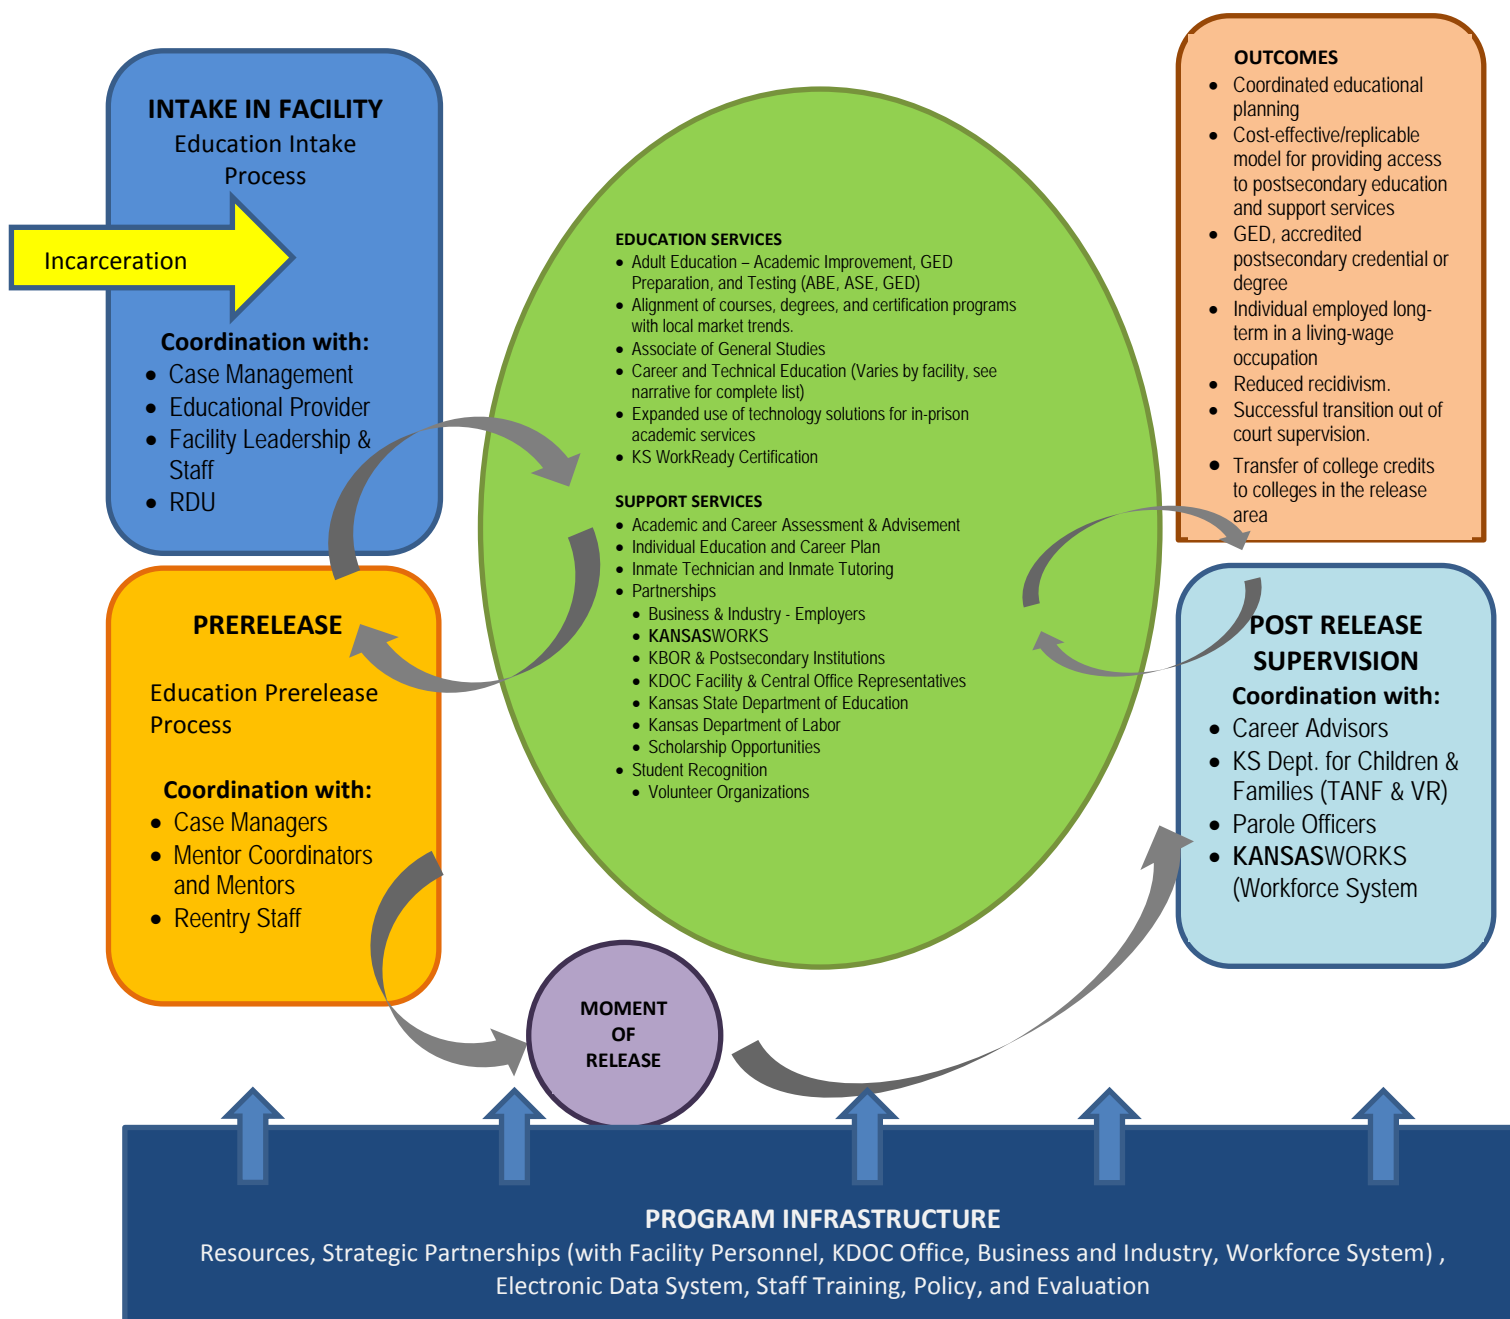 INTAKE IN FACILITY
Education Intake
Process
Incarceration
Coordination with:
• Case Management
• Educational Provider
• Facility Leadership &
Staff
• RDU
PRERELEASE
Education Prerelease
Process
Coordination with:
• Case Managers
• Mentor Coordinators
and Mentors
• Reentry Staff
EDUCATION SERVICES
• Adult Education – Academic Improvement, GED
Preparation, and Testing (ABE, ASE, GED)
• Alignment of courses, degrees, and certification programs
with local market trends.
• Associate of General Studies
• Career and Technical Education (Varies by facility, see
narrative for complete list)
• Expanded use of technology solutions for in-prison
academic services
• KS WorkReady Certification
SUPPORT SERVICES
• Academic and Career Assessment & Advisement
• Individual Education and Career Plan
• Inmate Technician and Inmate Tutoring
• Partnerships
• Business & Industry - Employers
• KANSASWORKS
• KBOR & Postsecondary Institutions
• KDOC Facility & Central Office Representatives
• Kansas State Department of Education
• Kansas Department of Labor
• Scholarship Opportunities
• Student Recognition
• Volunteer Organizations
MOMENT
OF
RELEASE
OUTCOMES
• Coordinated educational
planning
• Cost-effective/replicable
model for providing access
to postsecondary education
and support services
• GED, accredited
postsecondary credential or
degree
• Individual employed long-
term in a living-wage
occupation
• Reduced recidivism.
• Successful transition out of
court supervision.
• Transfer of college credits
to colleges in the release
area
POST RELEASE
SUPERVISION
Coordination with:
• Career Advisors
• KS Dept. for Children &
Families (TANF & VR)
• Parole Officers
• KANSASWORKS
(Workforce System
PROGRAM INFRASTRUCTURE
Resources, Strategic Partnerships (with Facility Personnel, KDOC Office, Business and Industry, Workforce System) ,
Electronic Data System, Staff Training, Policy, and Evaluation